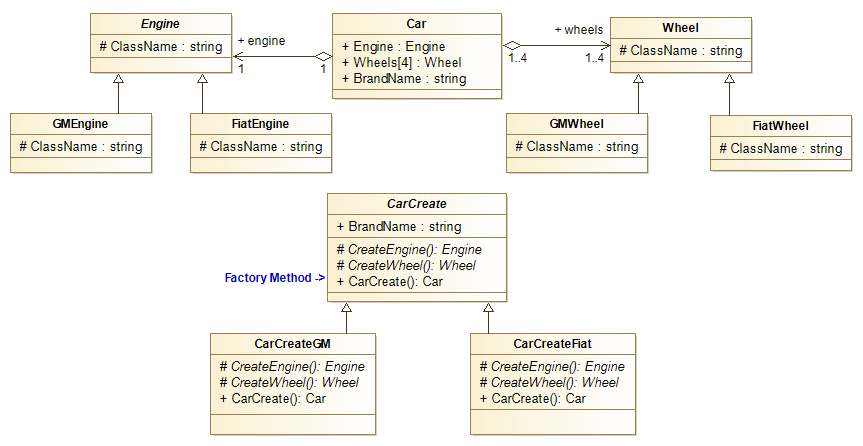 Engine
# ClassName : string
+ engine
1
1
Car
+ Engine : Engine
+ Wheels[4] : Wheel
+ BrandName : string
+ wheels
1..4
1..4
Wheel
# ClassName : string
GMEngine
# ClassName : string
FiatEngine
# ClassName : string
GMWheel
# ClassName : string
FiatWheel
# ClassName : string
CarCreate
+ BrandName : string
# CreateEngine(): Engine
# CreateWheel(): Wheel
+ CarCreate(): Car
Factory Method ->
CarCreateGM
# CreateEngine(): Engine
# CreateWheel(): Wheel
+ CarCreate(): Car
CarCreateFiat
# CreateEngine(): Engine
# CreateWheel(): Wheel
+ CarCreate(): Car